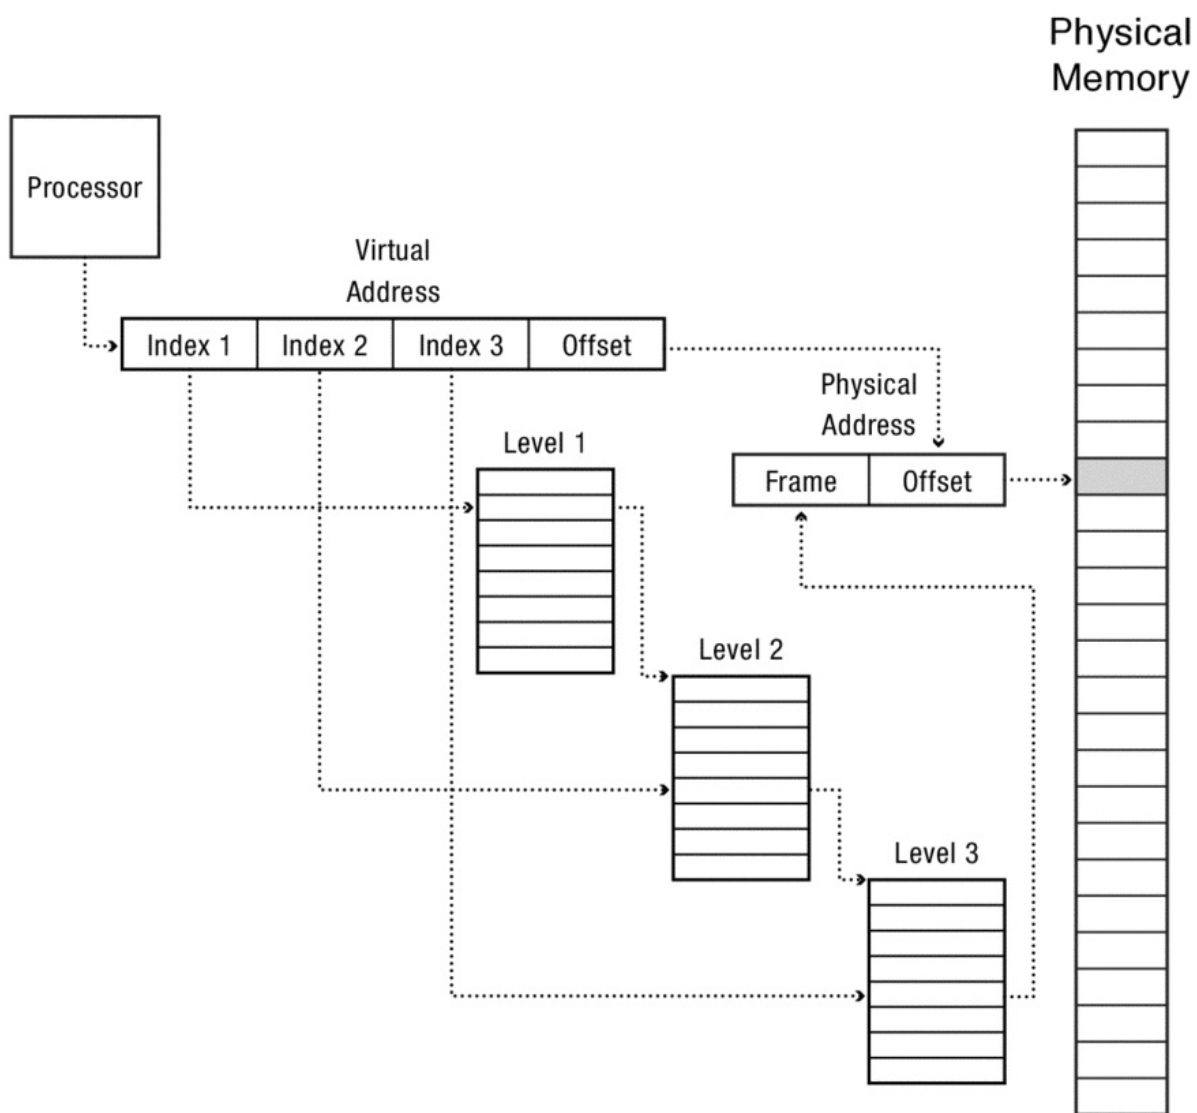 Physical
Memory
Processor
Virtual
Address
Index 1
Index 2
Index 3
Offset
Physical
Address
Level 1
Frame
Offset
Level 2
Level 3